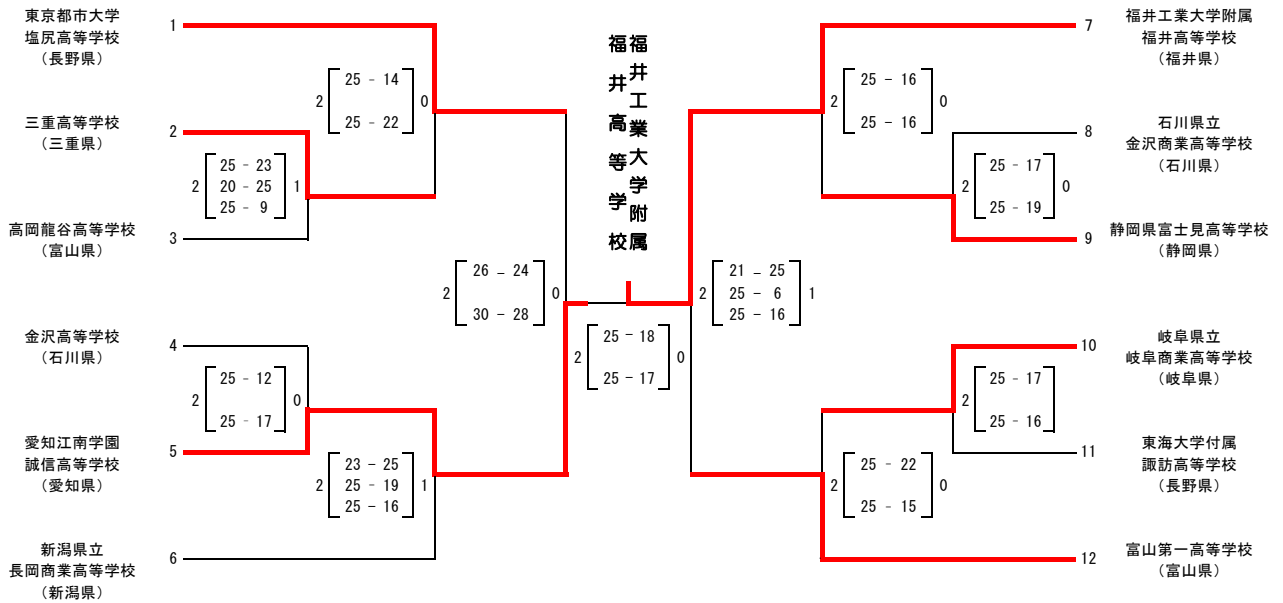 東京都市大学
塩尻高等学校
（長野県）
1
三重高等学校
（三重県）
2
高岡龍谷高等学校
（富山県）
3
金沢高等学校
（石川県）
4
愛知江南学園
誠信高等学校
（愛知県）
5
新潟県立
長岡商業高等学校
（新潟県）
6
2
25 - 14
25 - 22
0
2
25 - 23
20 - 25
25 - 9
1
2
26 - 24
30 - 28
0
2
25 - 12
25 - 17
0
2
23 - 25
25 - 19
25 - 16
1
福井工業大学附属
福井高等学校
2
25 - 18
25 - 17
0
2
21 - 25
25 - 6
25 - 16
1
2
25 - 16
25 - 16
0
2
25 - 17
25 - 19
0
2
25 - 17
25 - 16
2
25 - 22
25 - 15
0
7
福井工業大学附属
福井高等学校
（福井県）
8
石川県立
金沢商業高等学校
（石川県）
9
静岡県富士見高等学校
（静岡県）
10
岐阜県立
岐阜商業高等学校
（岐阜県）
11
東海大学付属
諏訪高等学校
（長野県）
12
富山第一高等学校
（富山県）